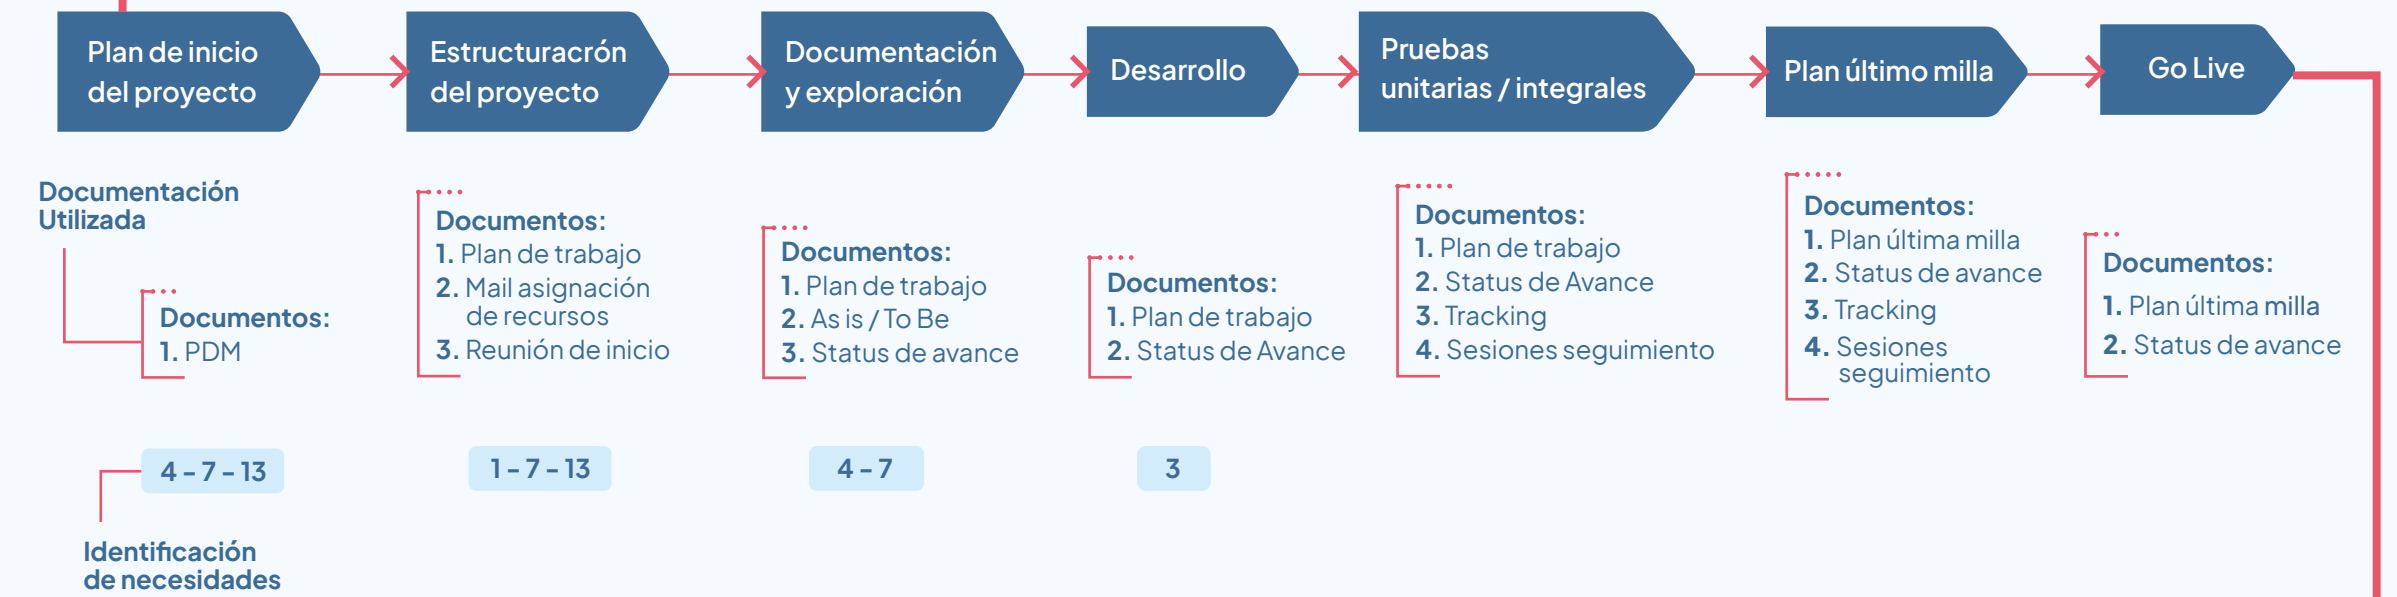 Plan de inicio
del proyecto
Estructuracrón
del proyecto
Documentación
y exploración
Desarrollo
Pruebas
unitarias / integrales
Plan último milla
Go Live
Documentación
Utilizada
Documentos:
1. PDM
Documentos:
1. Plan de trabajo
2. Mail asignación
de recursos
3. Reunión de inicio
Documentos:
1. Plan de trabajo
2. As is / To Be
3. Status de avance
Documentos:
1. Plan de trabajo
2. Status de Avance
Documentos:
1. Plan de trabajo
2. Status de Avance
3. Tracking
4. Sesiones seguimiento
Documentos:
1. Plan última milla
2. Status de avance
3. Tracking
4. Sesiones
seguimiento
Documentos:
1. Plan última milla
2. Status de avance
4 - 7 - 13
1 - 7 - 13
4 - 7
3
Identificación
de necesidades